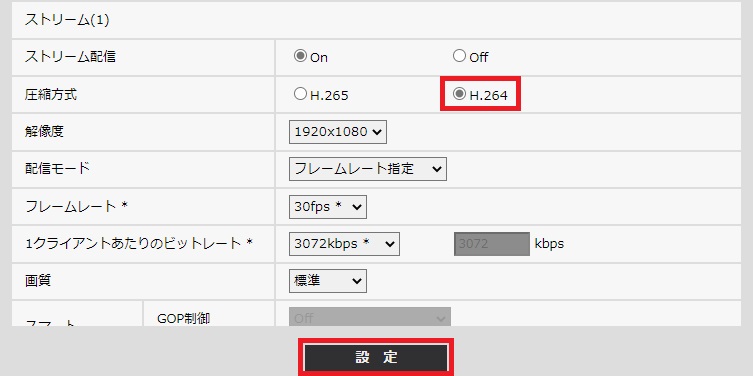 ストリーム(1)
ストリーム配信 On Off
圧縮方式 H.265 H.264
解像度 1920x1080
配信モード フレームレート指定
フレームレート * 30fps *
1クライアントあたりのビットレート * 3072kbps * 3072 kbps
画質 標準
スマート GOP制御 Off
設 定